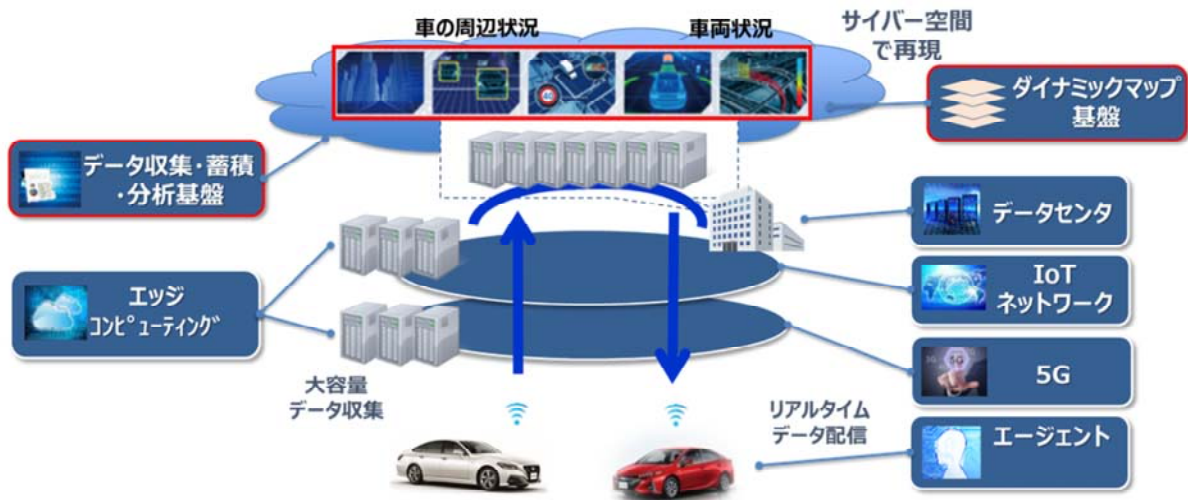 車の周辺状況
車両状況
サイバー空間
で再現
ダイナミックマップ
基盤
データ収集・蓄積
・分析基盤
データセンタ
エッジ
コンピューティング
IoT
ネットワーク
5G
大容量
データ収集
リアルタイム
データ配信
エージェント